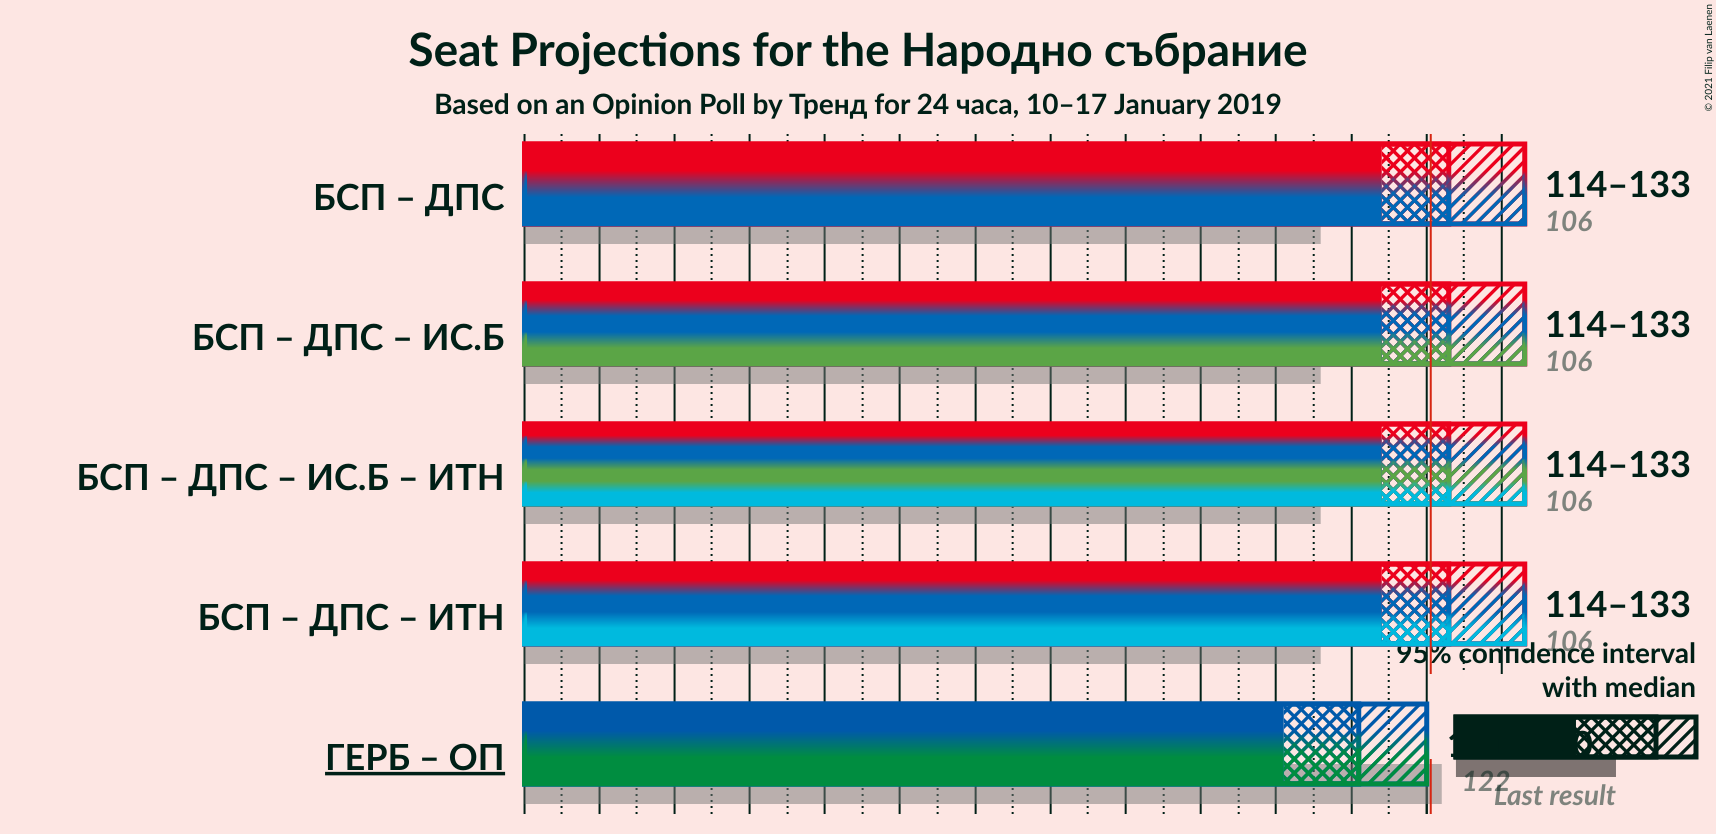 Seat Projections for the Народно събрание
Based on an Opinion Poll by Тренд for 24 часа, 10–17 January 2019
© 2021 Filip van Laenen
БСП – ДПС
114–133
106
БСП – ДПС – ИС.Б
114–133
106
БСП – ДПС – ИС.Б – ИТН
114–133
106
БСП – ДПС – ИТН
114–133
106
95% confidence interval
with median
ГЕРБ – ОП
122
Last result